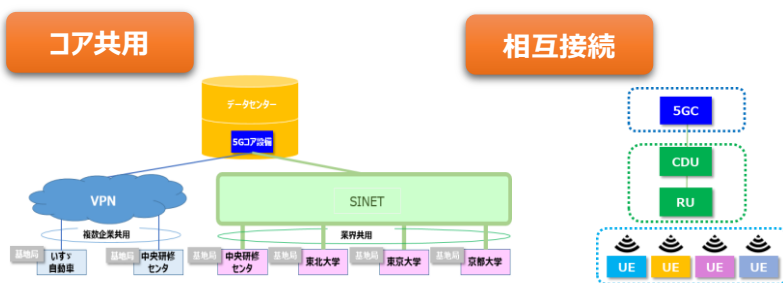 コア共用
相互接続
データセンター
5Gコア設備
VPN
SINET
複数企業共用
業界共用
基地局
いすゞ
自動車
基地局
中央研修
センタ
基地局
中央研修
センタ
基地局
東北大学
基地局
東京大学
基地局
京都大学
5GC
CDU
RU
UE
UE
UE
UE